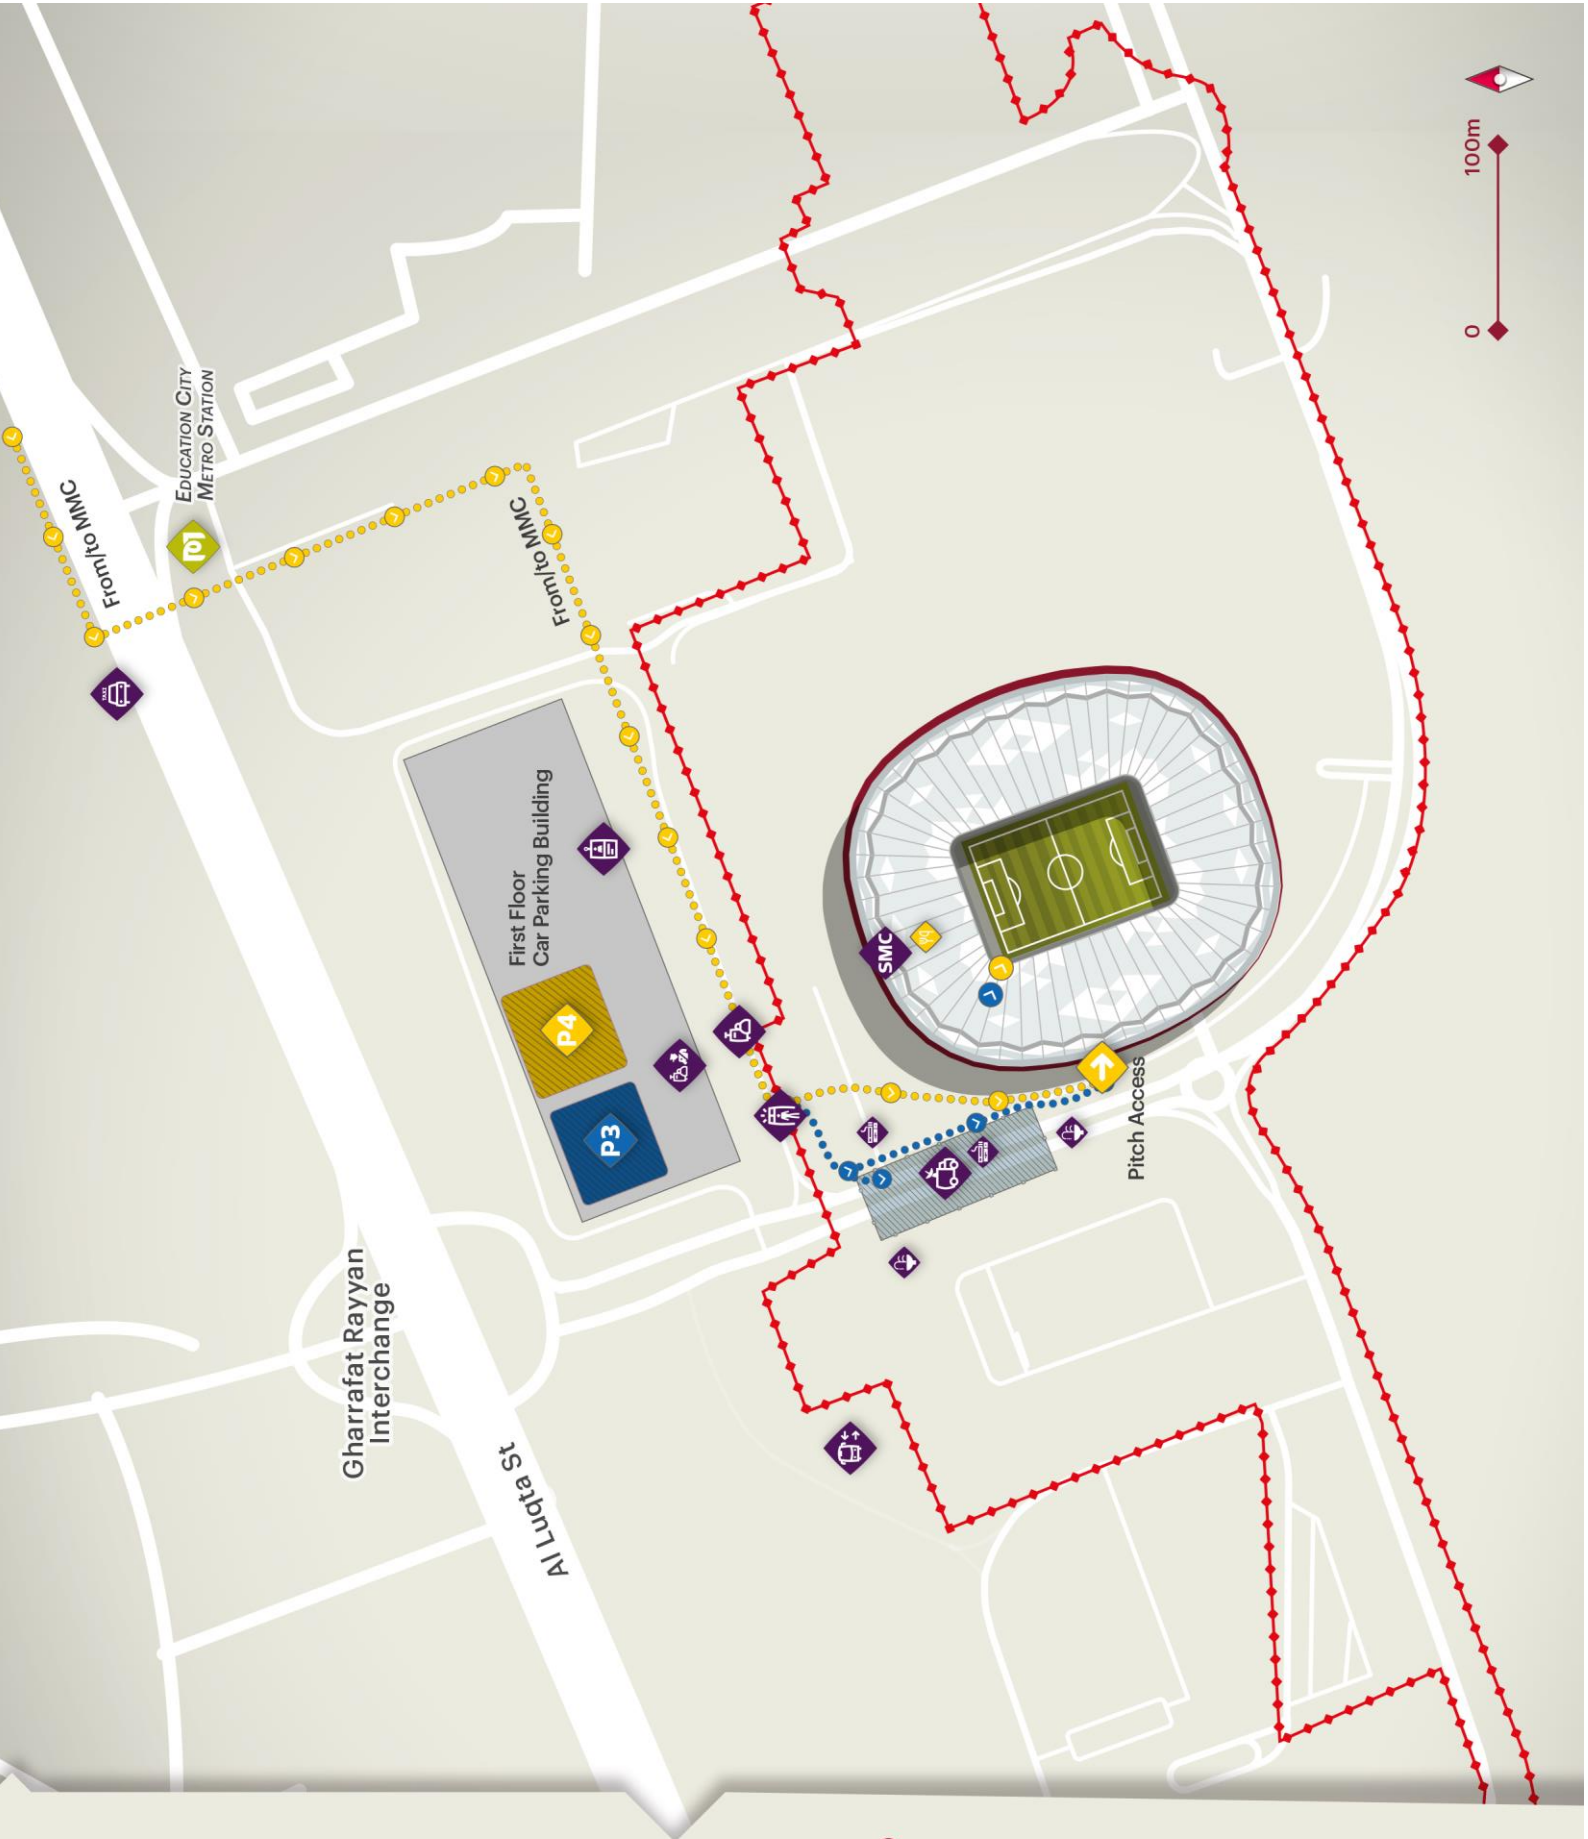 EDUCATION CITY
METRO STATION
From/to MMC
From/to MMC
TAXI
First Floor
Car Parking Building
P4
P3
SMC
Pitch Access
Gharrafat Rayyan
Interchange
Al Luqta St
0
100m